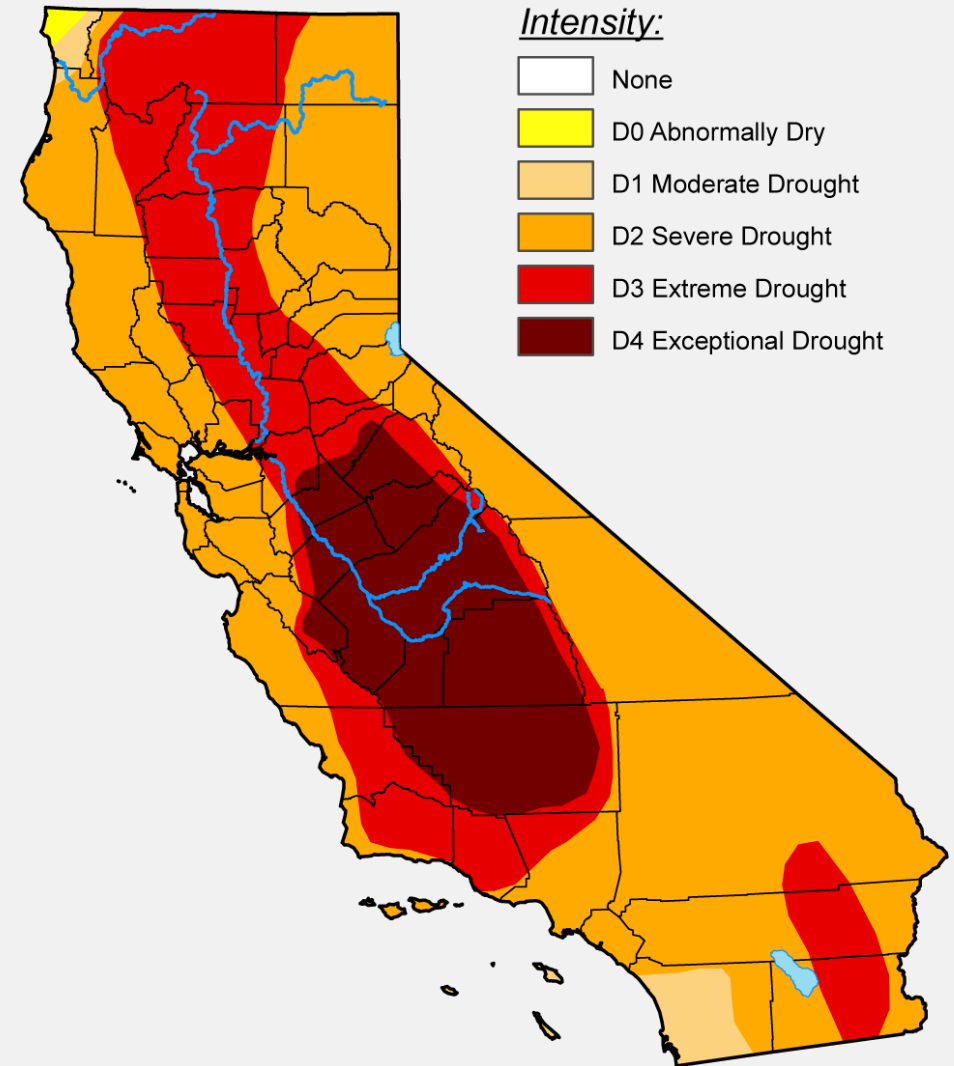 Intensity:
None
D0 Abnormally Dry
D1 Moderate Drought
D2 Severe Drought
D3 Extreme Drought
D4 Exceptional Drought